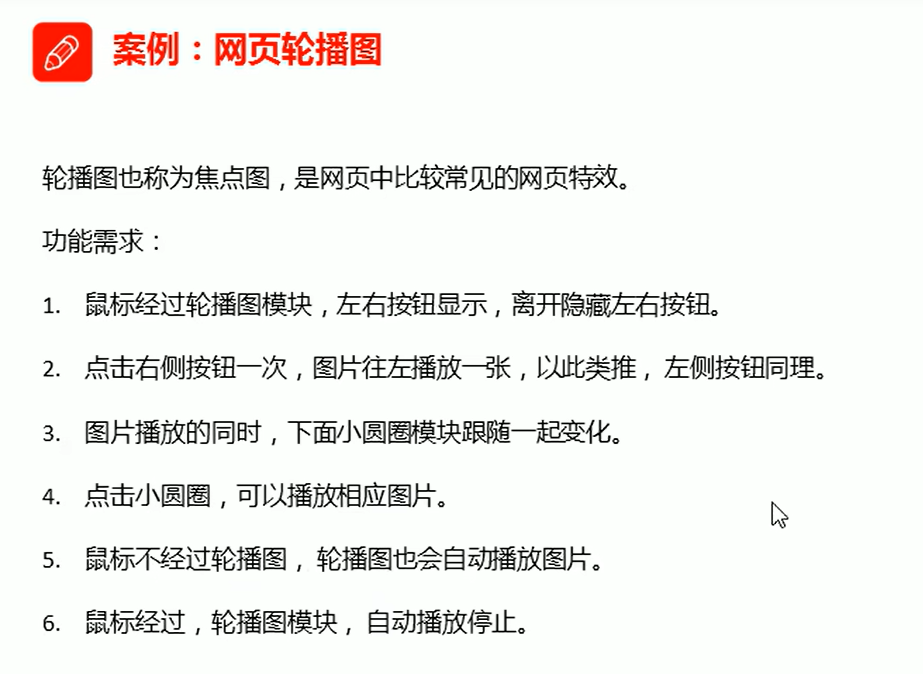 案例：网页轮播图
轮播图也称为焦点图，是网页中比较常见的网页特效。
功能需求：
1. 鼠标经过轮播图模块，左右按钮显示，离开隐藏左右按钮。
2. 点击右侧按钮一次，图片往左播放一张，以此类推，左侧按钮同理。
3. 图片播放的同时，下面小圆圈模块跟随一起变化。
4. 点击小圆圈，可以播放相应图片。
5. 鼠标不经过轮播图，轮播图也会自动播放图片。
6. 鼠标经过，轮播图模块，自动播放停止。